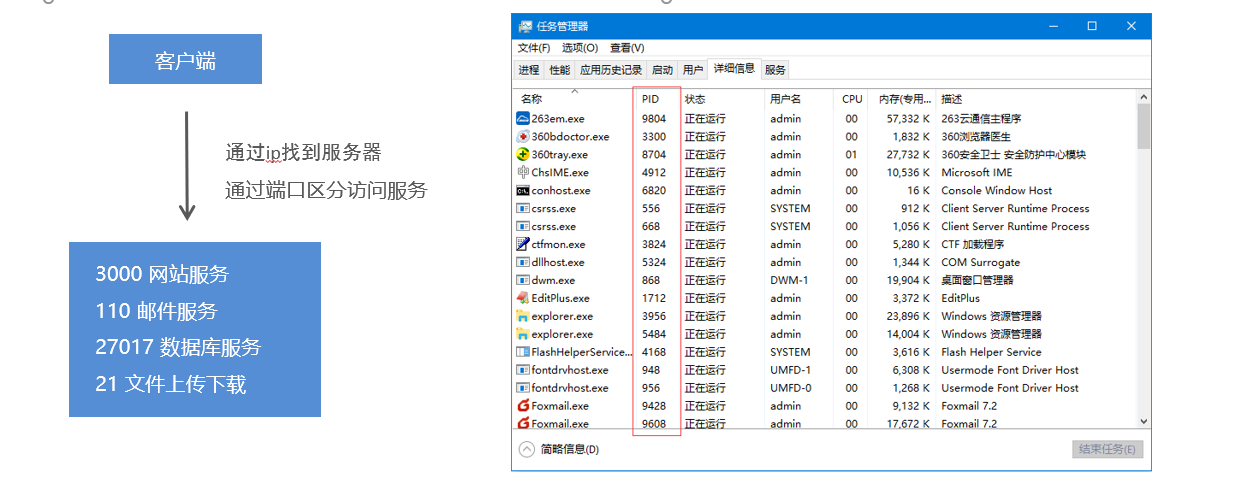 客户端
通过ip找到服务器
通过端口区分访问服务
3000 网站服务
110 邮件服务
27017 数据库服务
21 文件上传下载
任务管理器
文件(F) 选项(O) 查看(V)
进程 性能 应用历史记录 启动 用户 详细信息 服务
名称 PID 状态 用户名 CPU 内存(专用... 描述
263em.exe 9804 正在运行 admin 00 57,332 K 263云通信主程序
360bdoctor.exe 3300 正在运行 admin 00 1,832 K 360浏览器医生
360tray.exe 8704 正在运行 admin 01 27,732 K 360安全卫士 安全防护中心模块
ChsIME.exe 4912 正在运行 admin 00 10,536 K Microsoft IME
conhost.exe 6820 正在运行 admin 00 16 K Console Window Host
csrss.exe 556 正在运行 SYSTEM 00 912 K Client Server Runtime Process
csrss.exe 668 正在运行 SYSTEM 00 1,056 K Client Server Runtime Process
ctfmon.exe 3824 正在运行 admin 00 5,280 K CTF 加载程序
dllhost.exe 5324 正在运行 admin 00 1,344 K COM Surrogate
dwm.exe 868 正在运行 DWM-1 00 19,904 K 桌面窗口管理器
EditPlus.exe 1712 正在运行 admin 00 3,372 K EditPlus
explorer.exe 3956 正在运行 admin 00 23,896 K Windows 资源管理器
explorer.exe 5484 正在运行 admin 00 14,004 K Windows 资源管理器
FlashHelperService... 4168 正在运行 SYSTEM 00 3,616 K Flash Helper Service
fontdrvhost.exe 948 正在运行 UMFD-1 00 6,308 K Usermode Font Driver Host
fontdrvhost.exe 956 正在运行 UMFD-0 00 1,268 K Usermode Font Driver Host
Foxmail.exe 9428 正在运行 admin 00 9,132 K Foxmail 7.2
Foxmail.exe 9608 正在运行 admin 00 17,672 K Foxmail 7.2
简略信息(D) 结束任务(E)